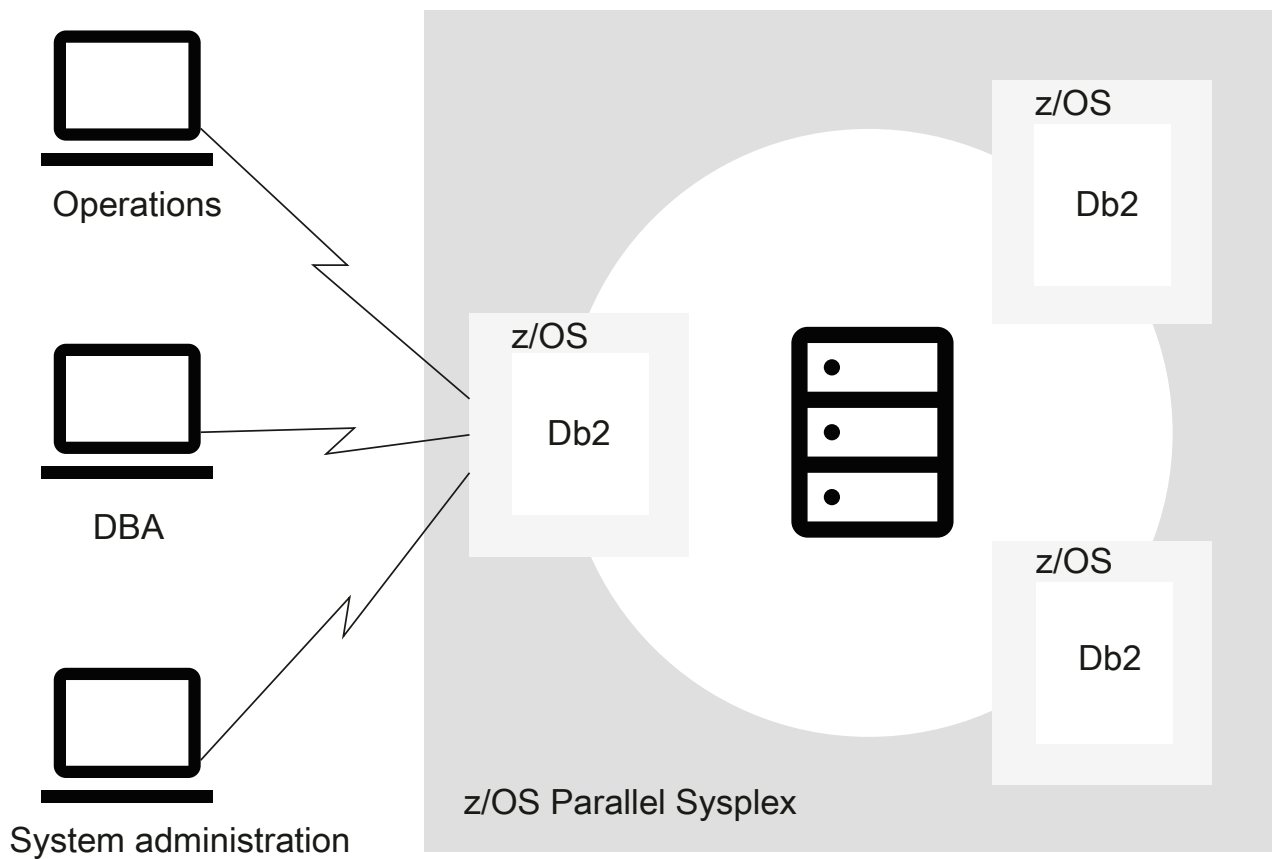 Operations
DBA
System administration
z/OS
Db2
z/OS
Db2
z/OS
Db2
z/OS Parallel Sysplex